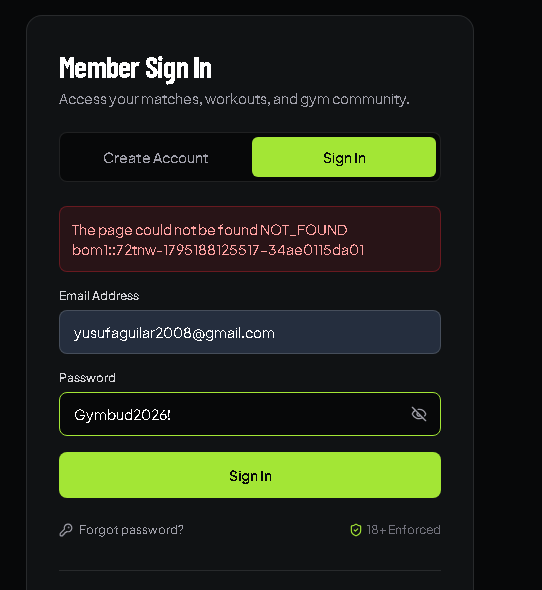 Member Sign In
Access your matches, workouts, and gym community.
Create Account
Sign In
The page could not be found NOT_FOUND
bom1::72tnw-1795188125517-34ae0115da01
Email Address
yusufaguilar2008@gmail.com
Password
Gymbud2026!
Sign In
Forgot password?
18+ Enforced